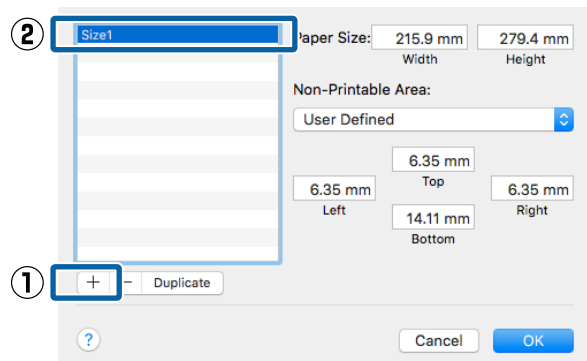 ②
Size1
Paper Size:
215.9 mm
279.4 mm
Width
Height
Non-Printable Area:
User Defined
6.35 mm
Top
6.35 mm
6.35 mm
Left
Right
14.11 mm
Bottom
①
+ − Duplicate
?
Cancel
OK